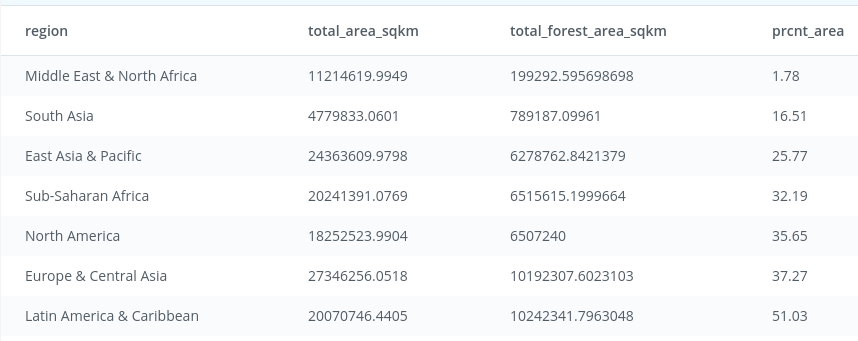 region total_area_sqkm total_forest_area_sqkm prcnt_area
Middle East & North Africa 11214619.9949 199292.595698698 1.78
South Asia 4779833.0601 789187.09961 16.51
East Asia & Pacific 24363609.9798 6278762.8421379 25.77
Sub-Saharan Africa 20241391.0769 6515615.1999664 32.19
North America 18252523.9904 6507240 35.65
Europe & Central Asia 27346256.0518 10192307.6023103 37.27
Latin America & Caribbean 20070746.4405 10242341.7963048 51.03